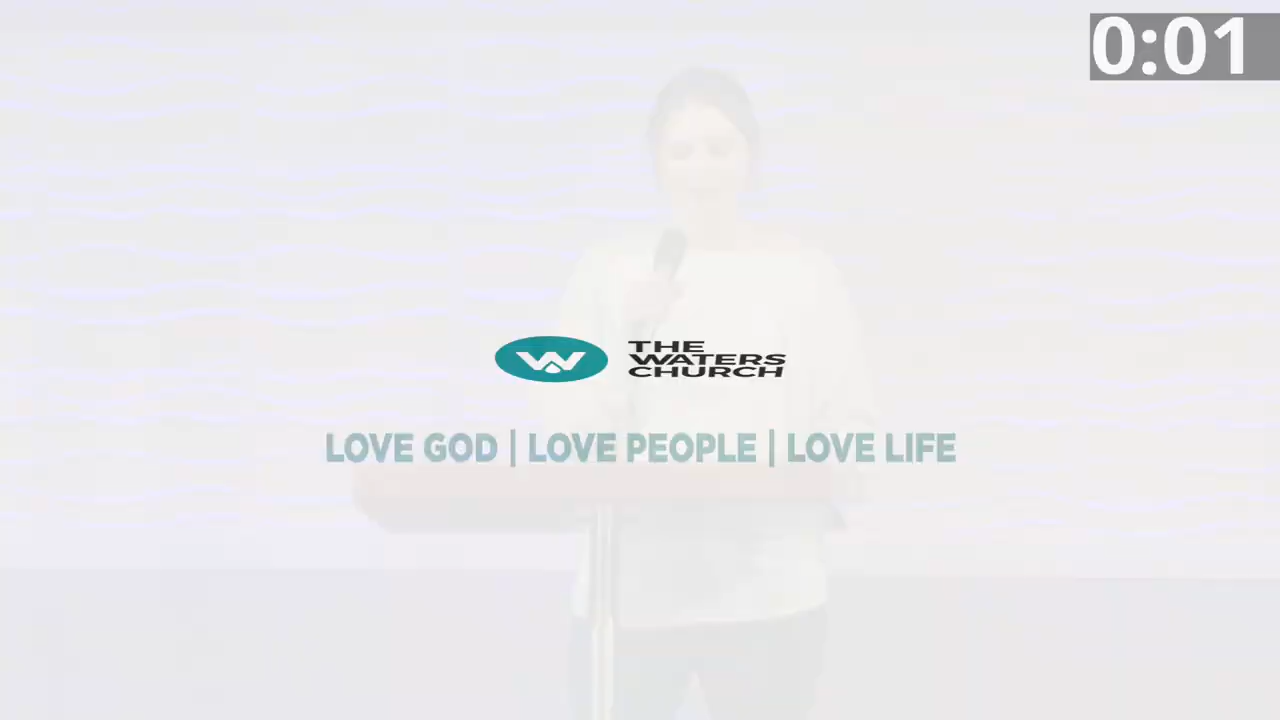 0:01
THE
WATERS
CHURCH
LOVE GOD | LOVE PEOPLE | LOVE LIFE